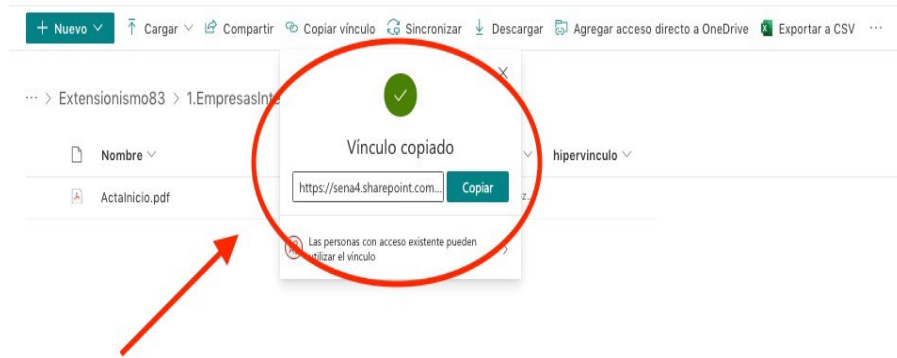 + Nuevo Cargar Compartir Copiar vínculo Sincronizar Descargar Agregar acceso directo a OneDrive Exportar a CSV ...
... > Extensionismo83 > 1.EmpresasInte
Vínculo copiado
Nombre hipervinculo
https://sena4.sharepoint.com... Copiar
ActaInicio.pdf
Las personas con acceso existente pueden
utilizar el vínculo